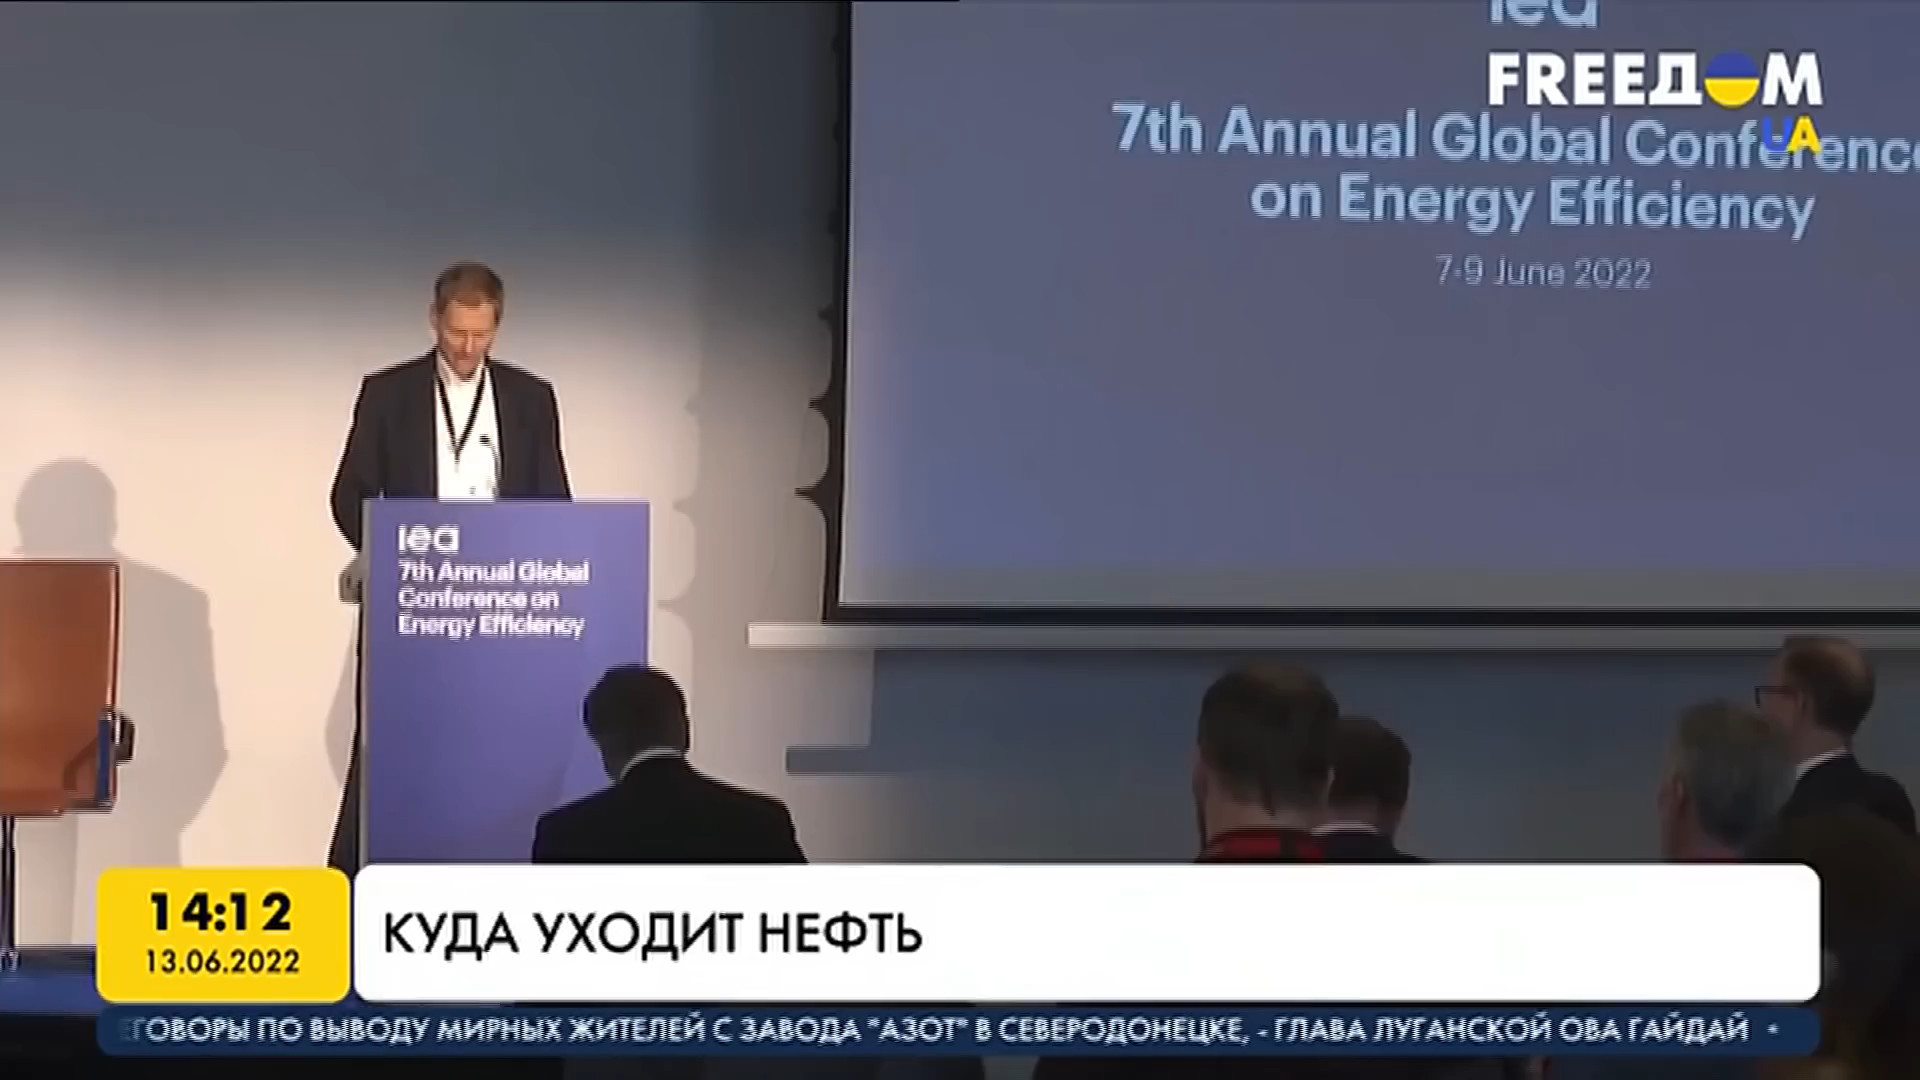 iea
FREEДOM
UA
7th Annual Global Conference
on Energy Efficiency
7-9 June 2022
iea
7th Annual Global
Conference on
Energy Efficiency
14:12
13.06.2022
КУДА УХОДИТ НЕФТЬ
ПО ВЫВОДУ МИРНЫХ ЖИТЕЛЕЙ С ЗАВОДА "АЗОТ" В СЕВЕРОДОНЕЦКЕ, - ГЛАВА ЛУГАНСКОЙ ОВА ГАЙДАЙ •